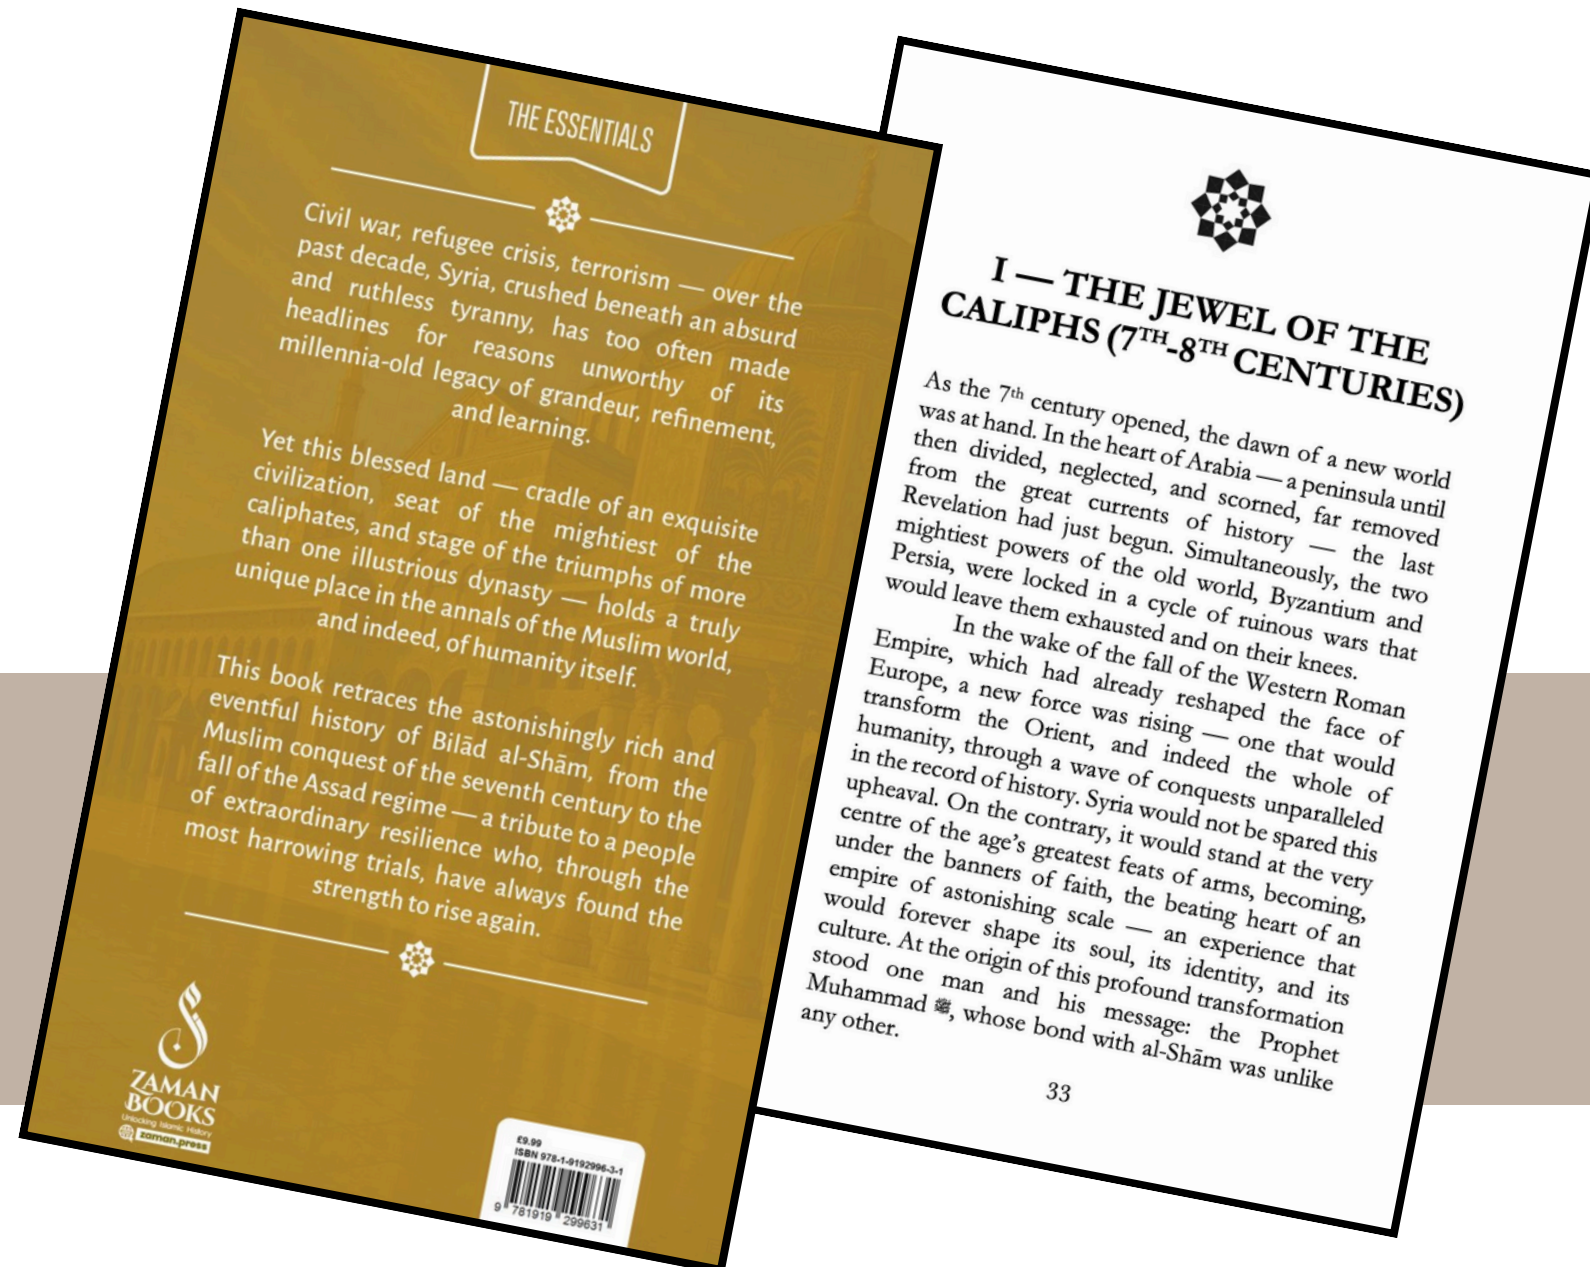 THE ESSENTIALS
Civil war, refugee crisis, terrorism — over the
past decade, Syria, crushed beneath an absurd
and ruthless tyranny, has too often made
headlines for reasons unworthy of its
millennia-old legacy of grandeur, refinement,
and learning.
Yet this blessed land — cradle of an exquisite
civilization, seat of the mightiest of the
caliphates, and stage of the triumphs of more
than one illustrious dynasty — holds a truly
unique place in the annals of the Muslim world,
and indeed, of humanity itself.
This book retraces the astonishingly rich and
eventful history of Bilād al-Shām, from the
Muslim conquest of the seventh century to the
fall of the Assad regime — a tribute to a people
of extraordinary resilience who, through the
most harrowing trials, have always found the
strength to rise again.
ZAMAN
BOOKS
Unlocking Islamic History
zaman.press
£9.99
ISBN 978-1-9192996-3-1
9 781919 299631
I — THE JEWEL OF THE
CALIPHS (7TH-8TH CENTURIES)
As the 7th century opened, the dawn of a new world
was at hand. In the heart of Arabia — a peninsula until
then divided, neglected, and scorned, far removed
from the great currents of history — the last
Revelation had just begun. Simultaneously, the two
mightiest powers of the old world, Byzantium and
Persia, were locked in a cycle of ruinous wars that
would leave them exhausted and on their knees.
In the wake of the fall of the Western Roman
Empire, which had already reshaped the face of
Europe, a new force was rising — one that would
transform the Orient, and indeed the whole of
humanity, through a wave of conquests unparalleled
in the record of history. Syria would not be spared this
upheaval. On the contrary, it would stand at the very
centre of the age's greatest feats of arms, becoming,
under the banners of faith, the beating heart of an
empire of astonishing scale — an experience that
would forever shape its soul, its identity, and its
culture. At the origin of this profound transformation
stood one man and his message: the Prophet
Muhammad ﷺ, whose bond with al-Shām was unlike
any other.
33